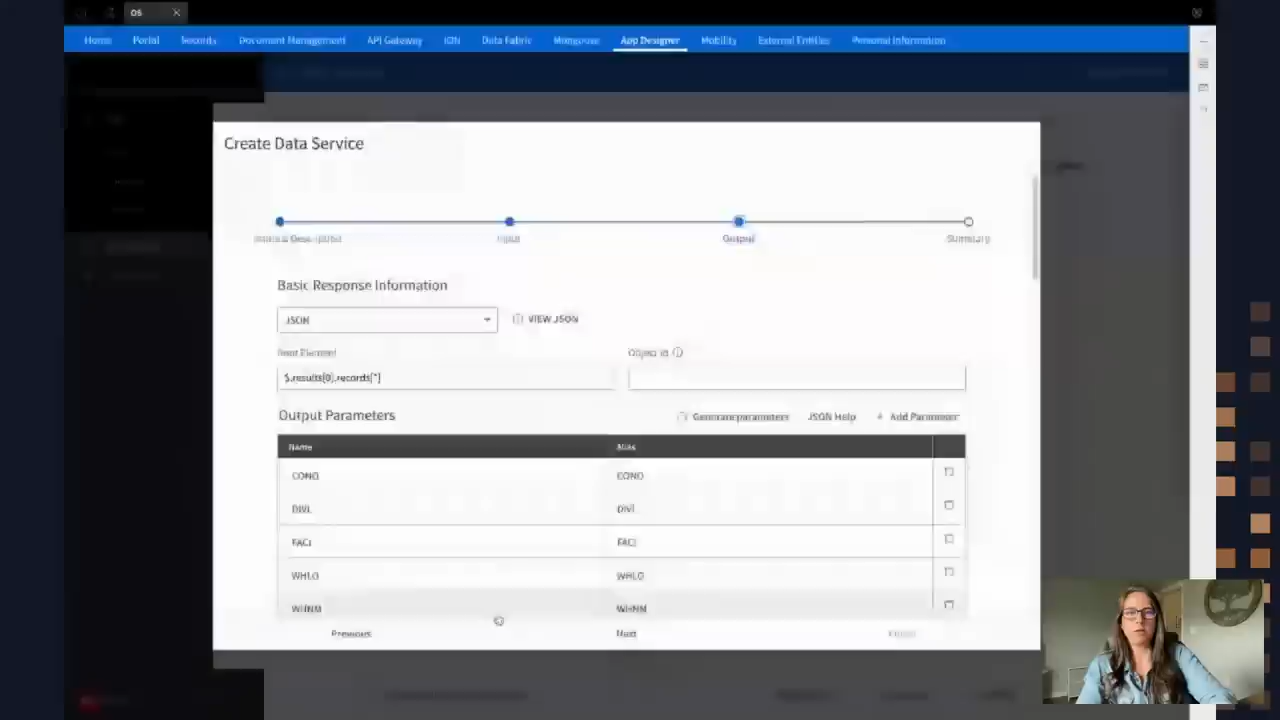 OS
Home Portal Security Document Management API Gateway ION Data Fabric Mongoose App Designer Mobility External Entities Personal Information
Create Data Service
Input Output Summary
Basic Response Information
JSON VIEW JSON
Root Element Object Id
$.results[0].records[*]
Output Parameters Generate parameters JSON Help + Add Parameter
Name Alias
CONO CONO
DIVI DIVI
FACI FACI
WHLO WHLO
WHNM WHNM
Previous Next